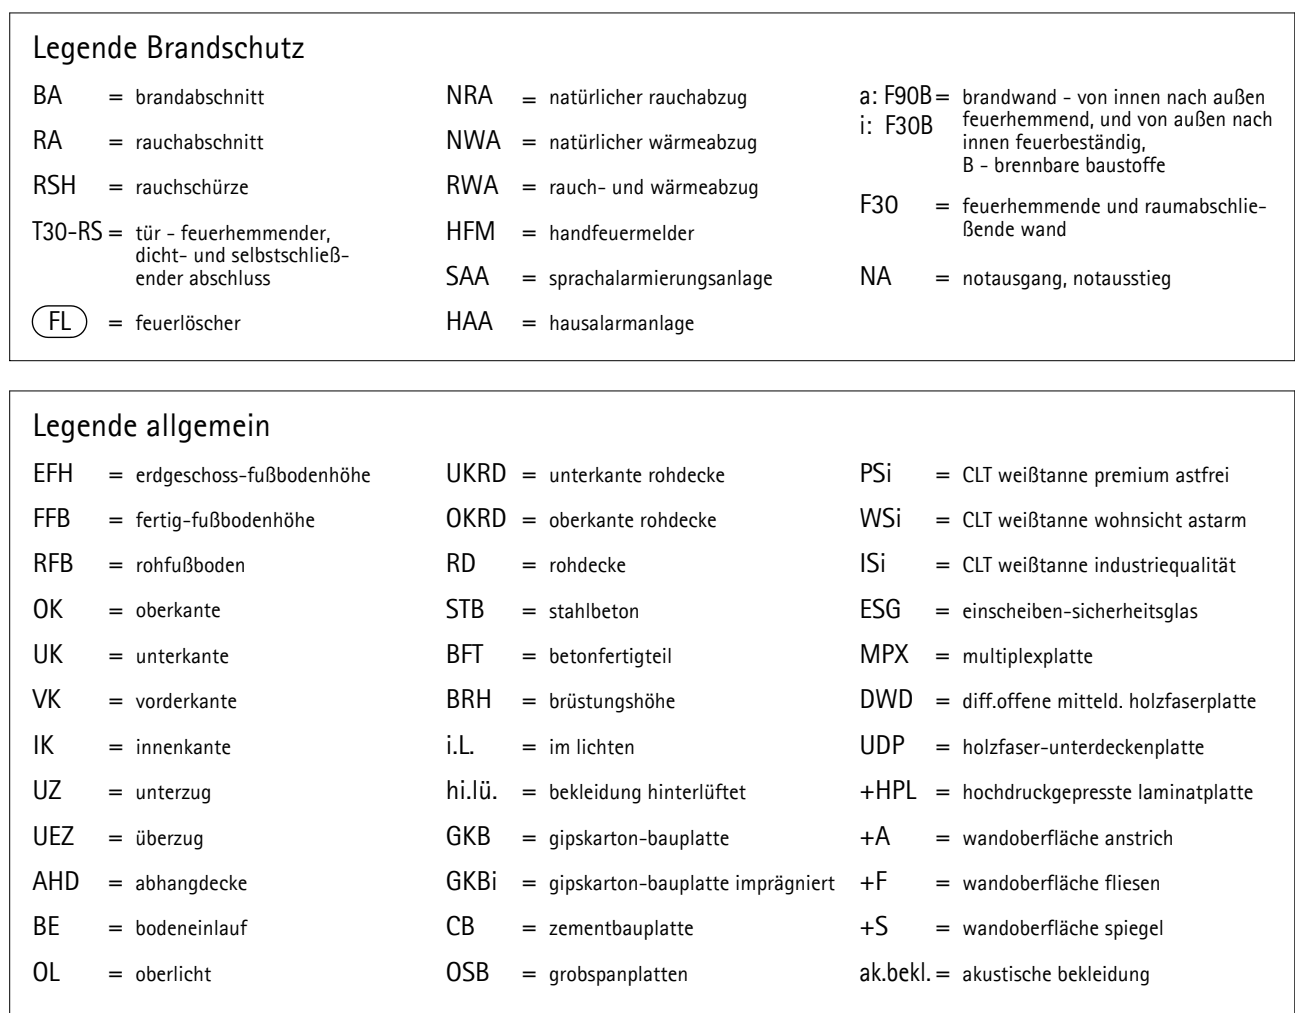 Legende Brandschutz
BA = brandabschnitt
RA = rauchabschnitt
RSH = rauchschürze
T30-RS = tür - feuerhemmender,
dicht- und selbstschließ-
ender abschluss
FL = feuerlöscher
NRA = natürlicher rauchabzug
NWA = natürlicher wärmeabzug
RWA = rauch- und wärmeabzug
HFM = handfeuermelder
SAA = sprachalarmierungsanlage
HAA = hausalarmanlage
a: F90B = brandwand - von innen nach außen
i: F30B feuerhemmend, und von außen nach
innen feuerbeständig,
B - brennbare baustoffe
F30 = feuerhemmende und raumabschlie-
ßende wand
NA = notausgang, notausstieg
Legende allgemein
EFH = erdgeschoss-fußbodenhöhe
FFB = fertig-fußbodenhöhe
RFB = rohfußboden
OK = oberkante
UK = unterkante
VK = vorderkante
IK = innenkante
UZ = unterzug
UEZ = überzug
AHD = abhangdecke
BE = bodeneinlauf
OL = oberlicht
UKRD = unterkante rohdecke
OKRD = oberkante rohdecke
RD = rohdecke
STB = stahlbeton
BFT = betonfertigteil
BRH = brüstungshöhe
i.L. = im lichten
hi.lü. = bekleidung hinterlüftet
GKB = gipskarton-bauplatte
GKBi = gipskarton-bauplatte imprägniert
CB = zementbauplatte
OSB = grobspanplatten
PSi = CLT weißtanne premium astfrei
WSi = CLT weißtanne wohnsicht astarm
ISi = CLT weißtanne industriequalität
ESG = einscheiben-sicherheitsglas
MPX = multiplexplatte
DWD = diff.offene mitteld. holzfaserplatte
UDP = holzfaser-unterdeckenplatte
+HPL = hochdruckgepresste laminatplatte
+A = wandoberfläche anstrich
+F = wandoberfläche fliesen
+S = wandoberfläche spiegel
ak.bekl. = akustische bekleidung